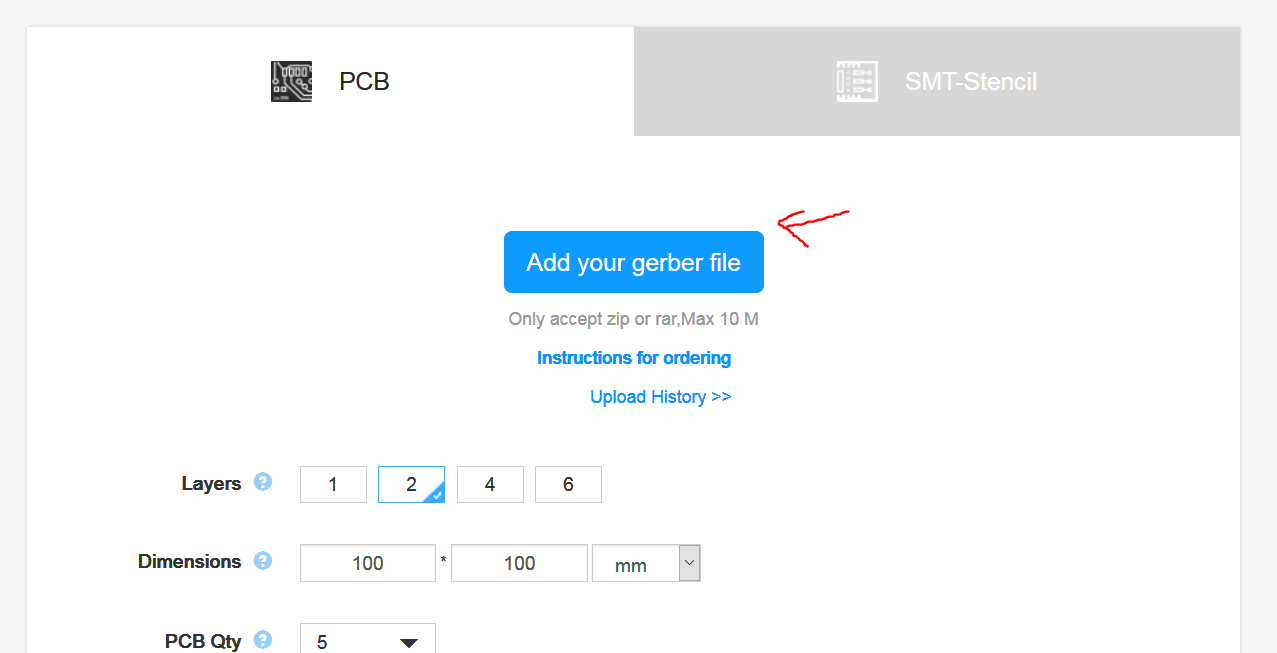 PCB
SMT-Stencil
Add your gerber file
Only accept zip or rar,Max 10 M
Instructions for ordering
Upload History >>
Layers ? 1 2 4 6
Dimensions ? 100 * 100 mm
PCB Qty ? 5